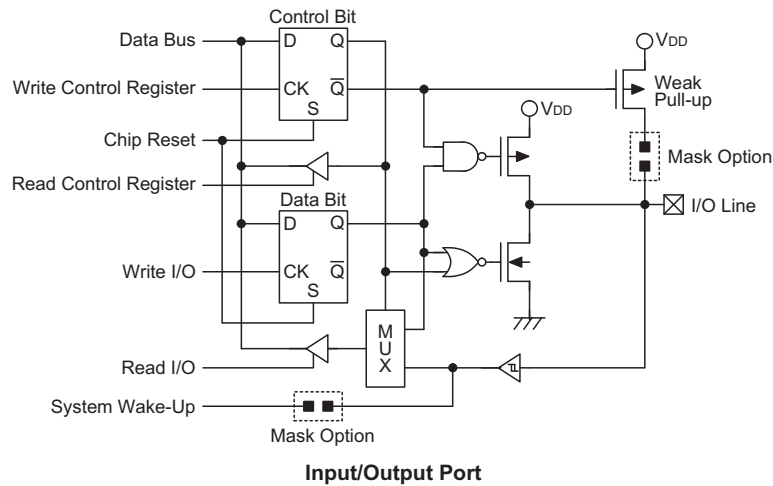 Control Bit
Data Bus
D
Q
VDD
Write Control Register
CK
Q
Weak
Pull-up
S
VDD
Chip Reset
Mask Option
Read Control Register
Data Bit
I/O Line
D
Q
Write I/O
CK
Q
S
M
U
X
Read I/O
System Wake-Up
Mask Option
Input/Output Port